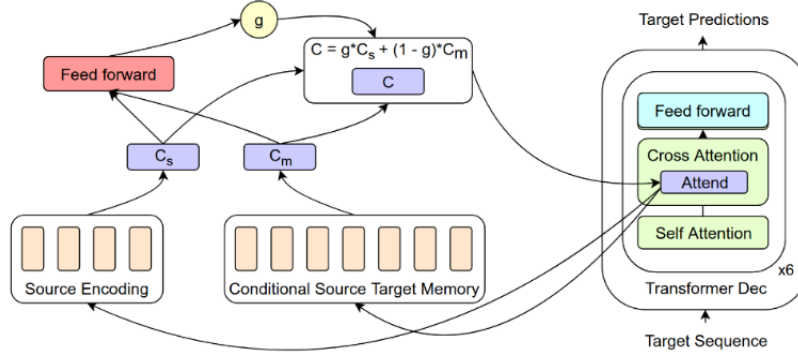 g
C = g*Cs + (1 - g)*Cm
C
Feed forward
Cs
Cm
Source Encoding
Conditional Source Target Memory
Target Predictions
Feed forward
Cross Attention
Attend
Self Attention
x6
Transformer Dec
Target Sequence